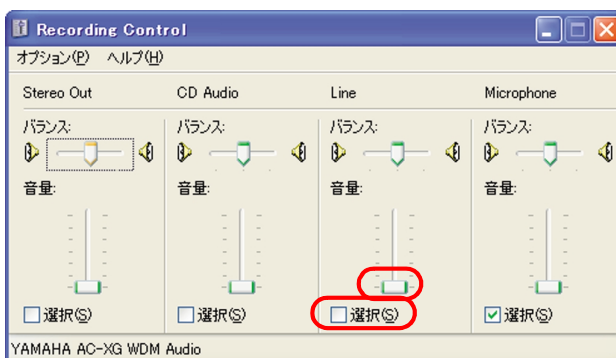 Recording Control
オプション(P) ヘルプ(H)
Stereo Out CD Audio Line Microphone
バランス: バランス: バランス: バランス:
音量: 音量: 音量: 音量:
選択(S) 選択(S) 選択(S) 選択(S)
YAMAHA AC-XG WDM Audio